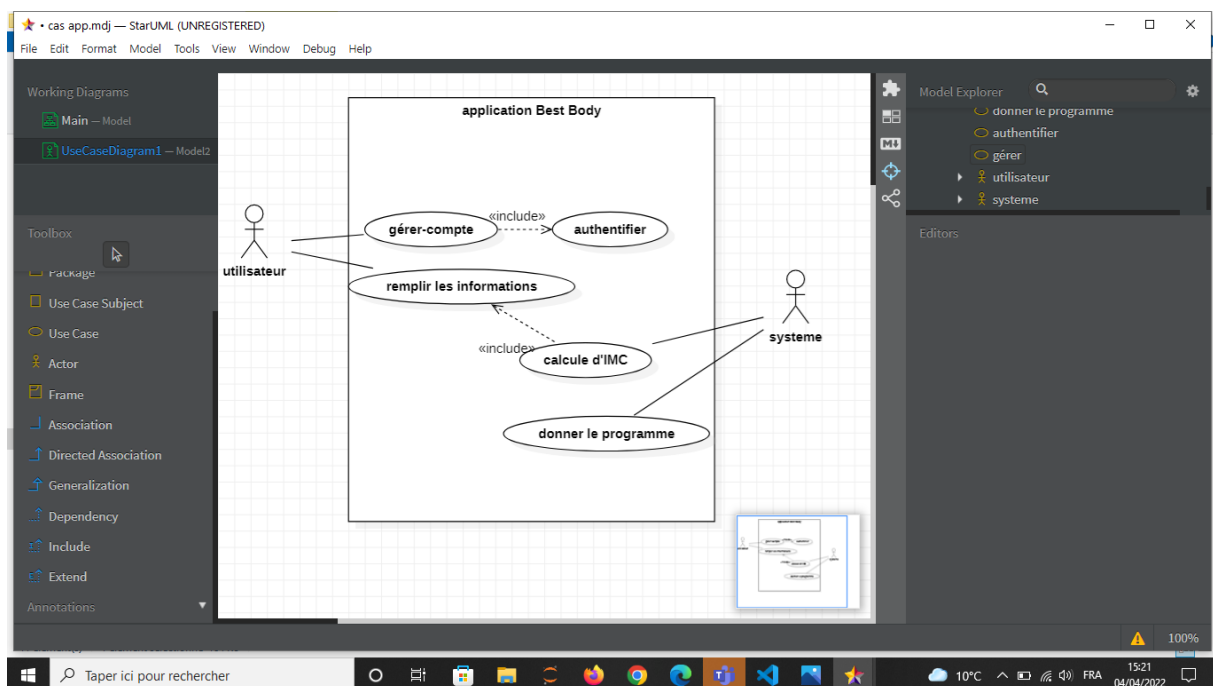 • cas app.mdj — StarUML (UNREGISTERED)
File Edit Format Model Tools View Window Debug Help
Working Diagrams
Main — Model
UseCaseDiagram1 — Model2
Toolbox
Package
Use Case Subject
Use Case
Actor
Frame
Association
Directed Association
Generalization
Dependency
Include
Extend
Annotations
application Best Body
utilisateur
gérer-compte
«include»
authentifier
remplir les informations
«include»
calcule d'IMC
systeme
donner le programme
Model Explorer
donner le programme
authentifier
gérer
utilisateur
systeme
Editors
100%
Taper ici pour rechercher
10°C
FRA
15:21
04/04/2022